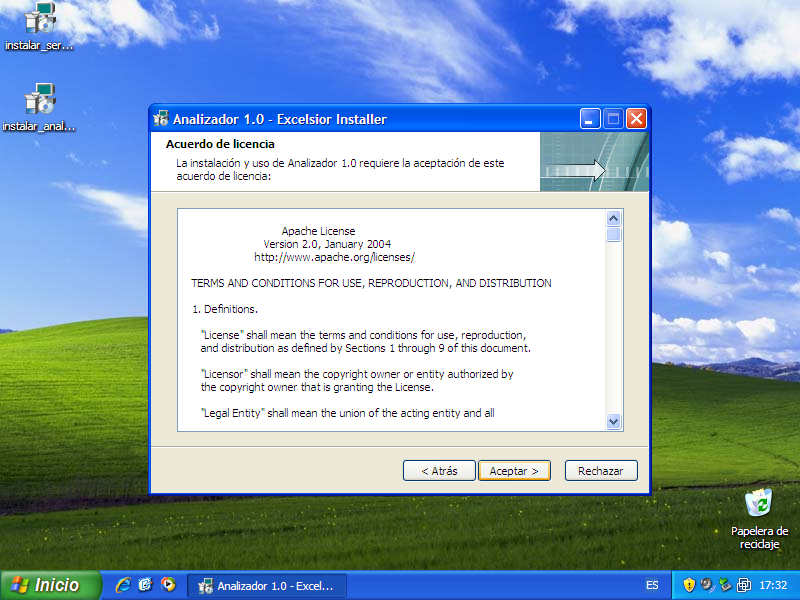 instalar_ser...
instalar_anal...
Analizador 1.0 - Excelsior Installer
Acuerdo de licencia
La instalación y uso de Analizador 1.0 requiere la aceptación de este
acuerdo de licencia:
Apache License
Version 2.0, January 2004
http://www.apache.org/licenses/
TERMS AND CONDITIONS FOR USE, REPRODUCTION, AND DISTRIBUTION
1. Definitions.
"License" shall mean the terms and conditions for use, reproduction,
and distribution as defined by Sections 1 through 9 of this document.
"Licensor" shall mean the copyright owner or entity authorized by
the copyright owner that is granting the License.
"Legal Entity" shall mean the union of the acting entity and all
< Atrás
Aceptar >
Rechazar
Papelera de
reciclaje
Inicio
Analizador 1.0 - Excel...
ES
17:32